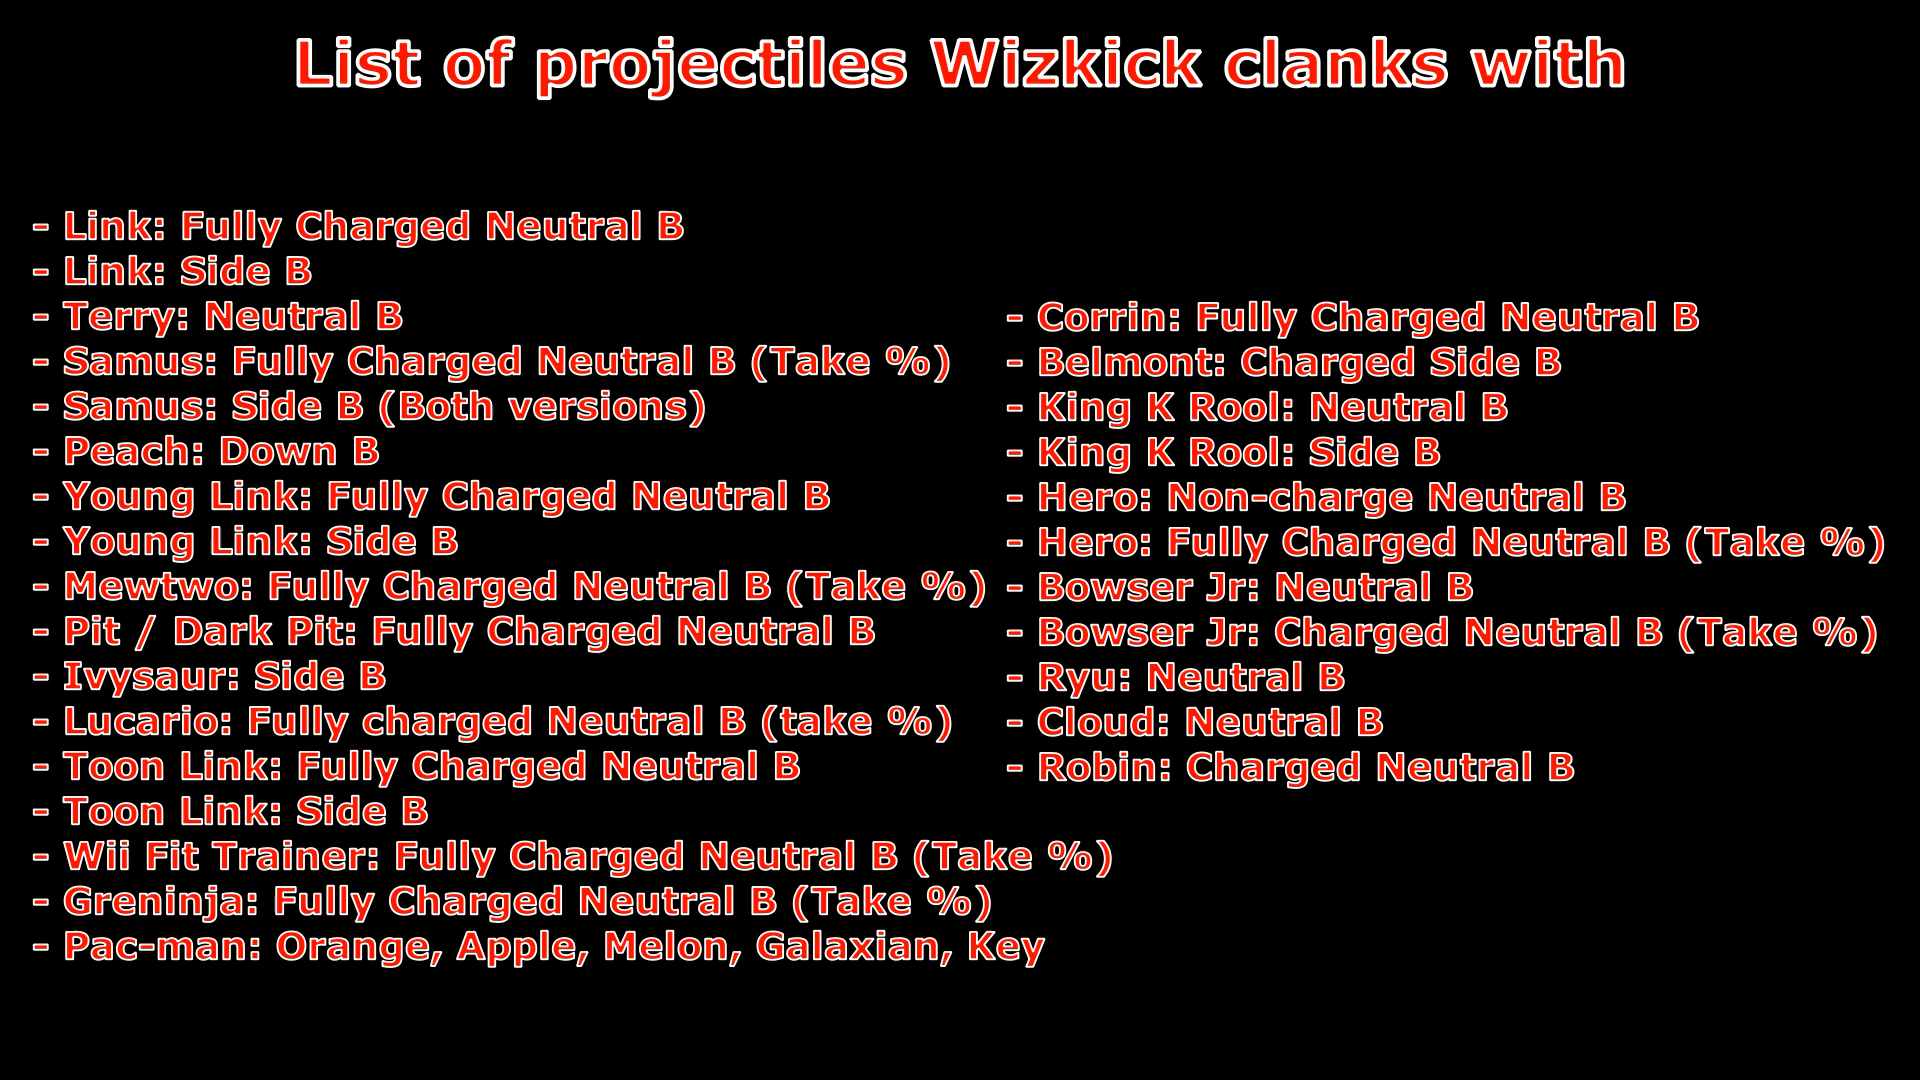 List of projectiles Wizkick clanks with
- Link: Fully Charged Neutral B
- Link: Side B
- Terry: Neutral B
- Samus: Fully Charged Neutral B (Take %)
- Samus: Side B (Both versions)
- Peach: Down B
- Young Link: Fully Charged Neutral B
- Young Link: Side B
- Mewtwo: Fully Charged Neutral B (Take %)
- Pit / Dark Pit: Fully Charged Neutral B
- Ivysaur: Side B
- Lucario: Fully charged Neutral B (take %)
- Toon Link: Fully Charged Neutral B
- Toon Link: Side B
- Wii Fit Trainer: Fully Charged Neutral B (Take %)
- Greninja: Fully Charged Neutral B (Take %)
- Pac-man: Orange, Apple, Melon, Galaxian, Key
- Corrin: Fully Charged Neutral B
- Belmont: Charged Side B
- King K Rool: Neutral B
- King K Rool: Side B
- Hero: Non-charge Neutral B
- Hero: Fully Charged Neutral B (Take %)
- Bowser Jr: Neutral B
- Bowser Jr: Charged Neutral B (Take %)
- Ryu: Neutral B
- Cloud: Neutral B
- Robin: Charged Neutral B